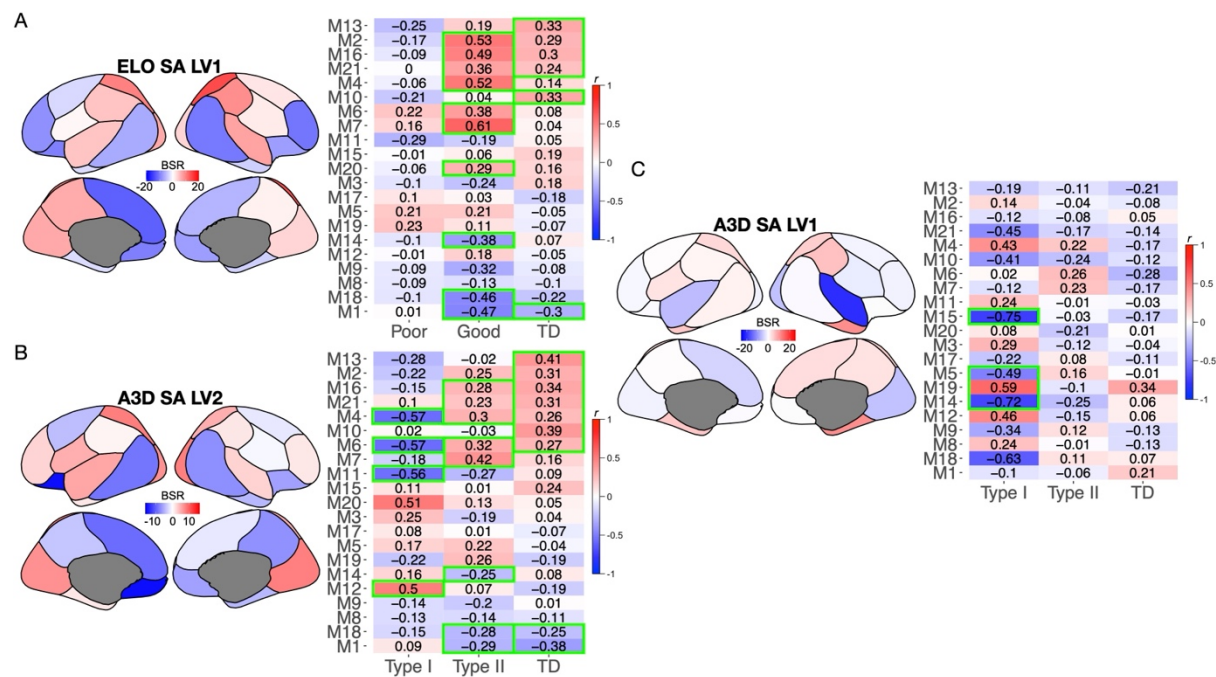 A
ELO SA LV1
BSR
-20 0 20
M13 −0.25 0.19 0.33
M2 −0.17 0.53 0.29
M16 −0.09 0.49 0.3
M21 0 0.36 0.24
M4 −0.06 0.52 0.14
M10 −0.21 0.04 0.33
M6 0.22 0.38 0.08
M7 0.16 0.61 0.04
M11 −0.29 −0.19 0.05
M15 −0.01 0.06 0.19
M20 −0.06 0.29 0.16
M3 −0.1 −0.24 0.18
M17 0.1 0.03 −0.18
M5 0.21 0.21 −0.05
M19 0.23 0.11 −0.07
M14 −0.1 −0.38 0.07
M12 −0.01 0.18 −0.05
M9 −0.09 −0.32 −0.08
M8 −0.09 −0.13 −0.1
M18 −0.1 −0.46 −0.22
M1 0.01 −0.47 −0.3
Poor Good TD
r
1
0.5
0
-0.5
-1
B
A3D SA LV2
BSR
-10 0 10
M13 −0.28 −0.02 0.41
M2 −0.22 0.25 0.31
M16 −0.15 0.28 0.34
M21 0.1 0.23 0.31
M4 −0.57 0.3 0.26
M10 0.02 −0.03 0.39
M6 −0.57 0.32 0.27
M7 −0.18 0.42 0.16
M11 −0.56 −0.27 0.09
M15 0.11 0.01 0.24
M20 0.51 0.13 0.05
M3 0.25 −0.19 0.04
M17 0.08 0.01 −0.07
M5 0.17 0.22 −0.04
M19 −0.22 0.26 −0.19
M14 0.16 −0.25 0.08
M12 0.5 0.07 −0.19
M9 −0.14 −0.2 0.01
M8 −0.13 −0.14 −0.11
M18 −0.15 −0.28 −0.25
M1 0.09 −0.29 −0.38
Type I Type II TD
r
1
0.5
0
-0.5
-1
C
A3D SA LV1
BSR
-20 0 20
M13 −0.19 −0.11 −0.21
M2 0.14 −0.04 −0.08
M16 −0.12 −0.08 0.05
M21 −0.45 −0.17 −0.14
M4 0.43 0.22 −0.17
M10 −0.41 −0.24 −0.12
M6 0.02 0.26 −0.28
M7 −0.12 0.23 −0.17
M11 0.24 −0.01 −0.03
M15 −0.75 −0.03 −0.17
M20 0.08 −0.21 0.01
M3 0.29 −0.12 −0.04
M17 −0.22 0.08 −0.11
M5 −0.49 0.16 −0.01
M19 0.59 −0.1 0.34
M14 −0.72 −0.25 0.06
M12 0.46 −0.15 0.06
M9 −0.34 0.12 −0.13
M8 0.24 −0.01 −0.13
M18 −0.63 0.11 0.07
M1 −0.1 −0.06 0.21
Type I Type II TD
r
1
0.5
0
-0.5
-1